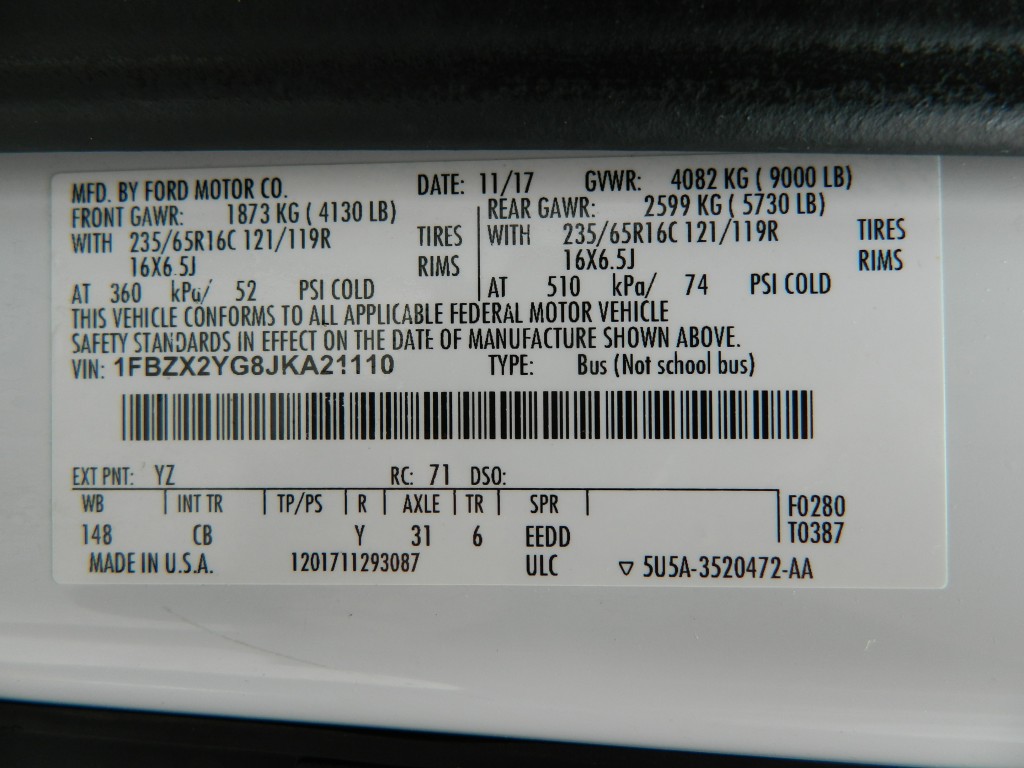 MFD. BY FORD MOTOR CO. DATE: 11/17 GVWR: 4082 KG ( 9000 LB)
FRONT GAWR: 1873 KG ( 4130 LB) REAR GAWR: 2599 KG ( 5730 LB)
WITH 235/65R16C 121/119R TIRES WITH 235/65R16C 121/119R TIRES
16X6.5J RIMS 16X6.5J RIMS
AT 360 kPa/ 52 PSI COLD AT 510 kPa/ 74 PSI COLD
THIS VEHICLE CONFORMS TO ALL APPLICABLE FEDERAL MOTOR VEHICLE
SAFETY STANDARDS IN EFFECT ON THE DATE OF MANUFACTURE SHOWN ABOVE.
VIN: 1FBZX2YG8JKA21110 TYPE: Bus (Not school bus)
EXT PNT: YZ RC: 71 DSO:
WB INT TR TP/PS R AXLE TR SPR F0280
148 CB Y 31 6 EEDD T0387
MADE IN U.S.A. 1201711293087 ULC ▽ 5U5A-3520472-AA